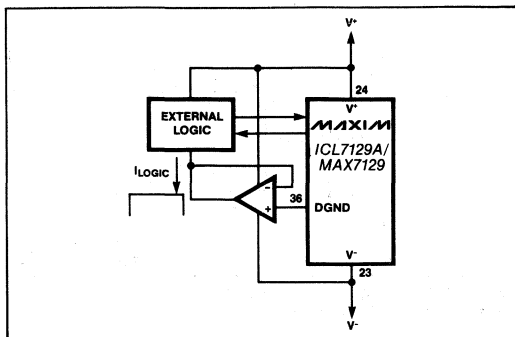 V+
24
V+
EXTERNAL
LOGIC
MAXIM
ICL7129A/
MAX7129
ILOGIC
−
+
36
DGND
V−
23
V−